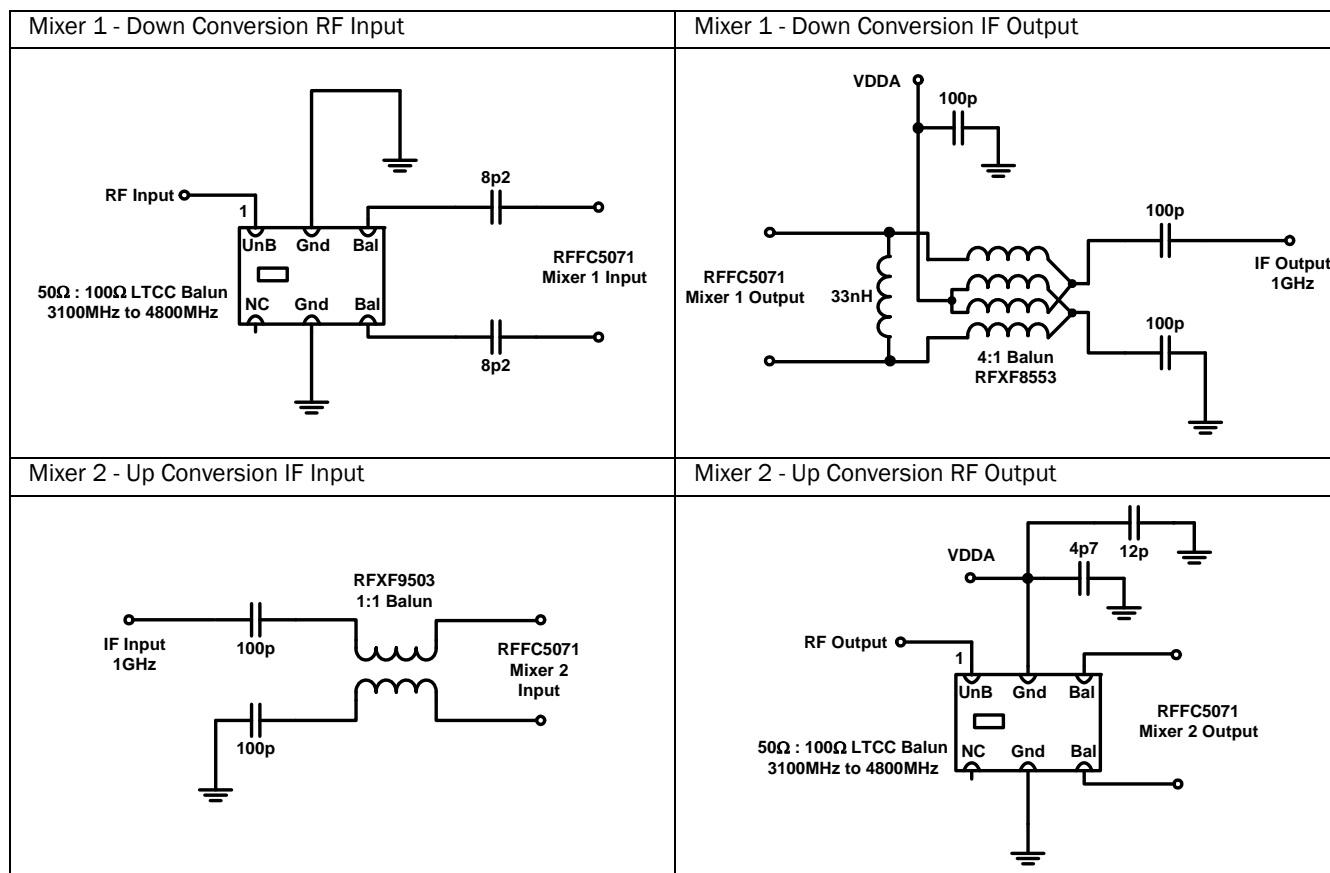 Mixer 1 - Down Conversion RF Input
RF Input
1
UnB Gnd Bal
NC Gnd Bal
50Ω : 100Ω LTCC Balun
3100MHz to 4800MHz
8p2
RFFC5071
Mixer 1 Input
8p2
Mixer 1 - Down Conversion IF Output
VDDA
100p
RFFC5071
Mixer 1 Output
33nH
4:1 Balun
RFXF8553
100p
IF Output
1GHz
100p
Mixer 2 - Up Conversion IF Input
IF Input
1GHz
100p
100p
RFXF9503
1:1 Balun
RFFC5071
Mixer 2
Input
Mixer 2 - Up Conversion RF Output
VDDA
4p7
12p
RF Output
1
UnB Gnd Bal
NC Gnd Bal
50Ω : 100Ω LTCC Balun
3100MHz to 4800MHz
RFFC5071
Mixer 2 Output